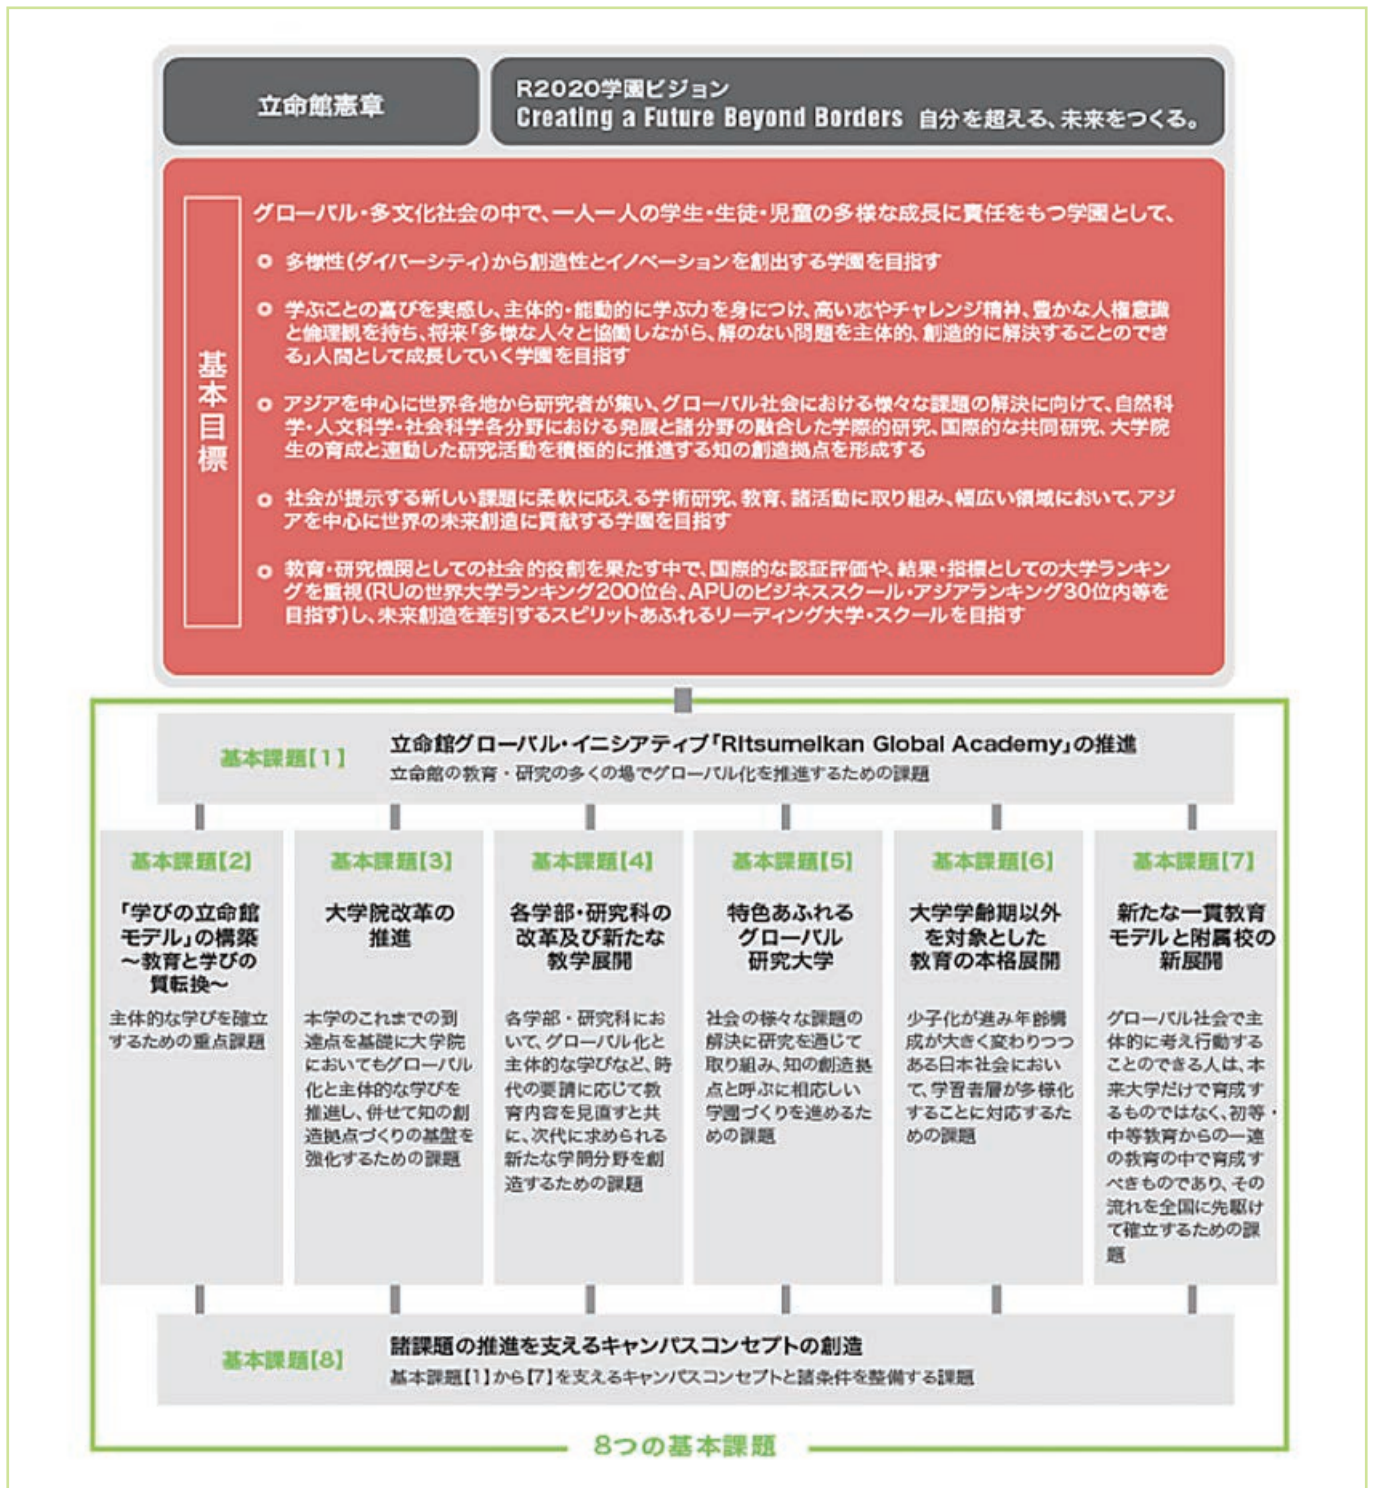 立命館憲章
R2020学園ビジョン
Creating a Future Beyond Borders 自分を超える、未来をつくる。
基本目標
グローバル・多文化社会の中で、一人一人の学生・生徒・児童の多様な成長に責任をもつ学園として、
多様性(ダイバーシティ)から創造性とイノベーションを創出する学園を目指す
学ぶことの喜びを実感し、主体的・能動的に学ぶ力を身につけ、高い志やチャレンジ精神、豊かな人権意識
と倫理観を持ち、将来「多様な人々と協働しながら、解のない問題を主体的、創造的に解決することのでき
る」人間として成長していく学園を目指す
アジアを中心に世界各地から研究者が集い、グローバル社会における様々な課題の解決に向けて、自然科
学・人文科学・社会科学各分野における発展と諸分野の融合した学際的研究、国際的な共同研究、大学院
生の育成と連動した研究活動を積極的に推進する知の創造拠点を形成する
社会が提示する新しい課題に柔軟に応える学術研究、教育、諸活動に取り組み、幅広い領域において、アジ
アを中心に世界の未来創造に貢献する学園を目指す
教育・研究機関としての社会的役割を果たす中で、国際的な認証評価や、結果・指標としての大学ランキン
グを重視(RUの世界大学ランキング200位台、APUのビジネススクール・アジアランキング30位内等を
目指す)し、未来創造を牽引するスピリットあふれるリーディング大学・スクールを目指す
基本課題【1】
立命館グローバル・イニシアティブ「Ritsumeikan Global Academy」の推進
立命館の教育・研究の多くの場でグローバル化を推進するための課題
基本課題【2】
「学びの立命館
モデル」の構築
～教育と学びの
質転換～
主体的な学びを確立
するための重点課題
基本課題【3】
大学院改革の
推進
本学のこれまでの到
達点を基礎に大学院
においてもグローバル
化と主体的な学びを
推進し、併せて知の創
造拠点づくりの基盤を
強化するための課題
基本課題【4】
各学部・研究科の
改革及び新たな
教学展開
各学部・研究科にお
いて、グローバル化と
主体的な学びなど、時
代の要請に応じて教
育内容を見直すと共
に、次代に求められる
新たな学問分野を創
造するための課題
基本課題【5】
特色あふれる
グローバル
研究大学
社会の様々な課題の
解決に研究を通じて
取り組み、知の創造拠
点と呼ぶに相応しい
学園づくりを進めるた
めの課題
基本課題【6】
大学学齢期以外
を対象とした
教育の本格展開
少子化が進み年齢構
成が大きく変わりつつ
ある日本社会におい
て、学習者層が多様化
することに対応するた
めの課題
基本課題【7】
新たな一貫教育
モデルと附属校の
新展開
グローバル社会で主
体的に考え行動する
ことのできる人は、本
来大学だけで育成す
るものではなく、初等・
中等教育からの一連
の教育の中で育成す
べきものであり、その
流れを全国に先駆け
て確立するための課
題
基本課題【8】
諸課題の推進を支えるキャンパスコンセプトの創造
基本課題【1】から【7】を支えるキャンパスコンセプトと諸条件を整備する課題
8つの基本課題